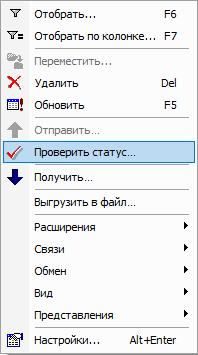 Отобрать... F6
Отобрать по колонке... F7
Переместить...
Удалить Del
Обновить F5
Отправить...
Проверить статус...
Получить...
Выгрузить в файл...
Расширения
Связи
Обмен
Вид
Представления
Настройки... Alt+Enter